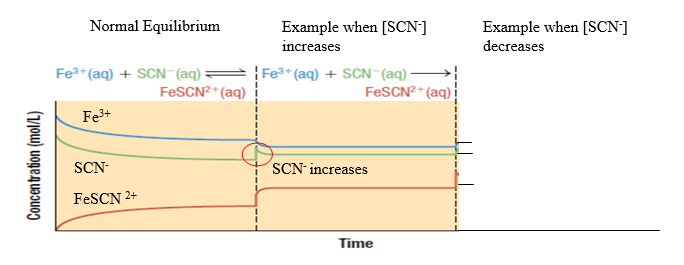 Normal Equilibrium
Example when [SCN-]
increases
Example when [SCN-]
decreases
Fe³⁺(aq) + SCN⁻(aq) ⇌
FeSCN²⁺(aq)
Fe³⁺(aq) + SCN⁻(aq) ⟶
FeSCN²⁺(aq)
Concentration (mol/L)
Fe³⁺
SCN-
FeSCN ²⁺
SCN- increases
Time